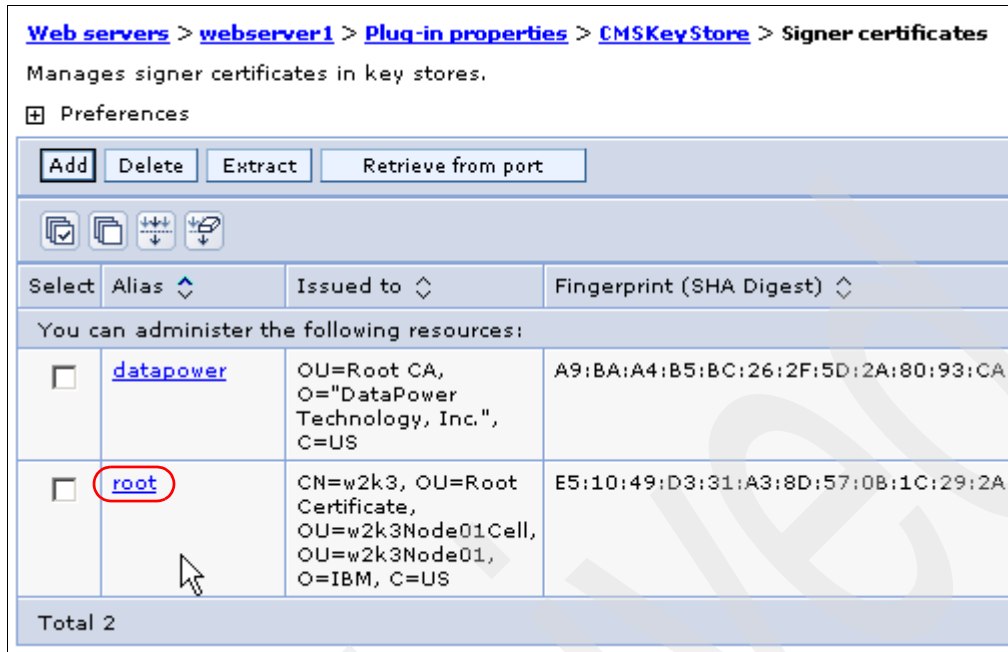 Web servers > webserver1 > Plug-in properties > CMSKeyStore > Signer certificates
Manages signer certificates in key stores.
Preferences
Add Delete Extract Retrieve from port
Select Alias Issued to Fingerprint (SHA Digest)
You can administer the following resources:
datapower
OU=Root CA,
O="DataPower
Technology, Inc.",
C=US
A9:BA:A4:B5:BC:26:2F:5D:2A:80:93:CA
root
CN=w2k3, OU=Root
Certificate,
OU=w2k3Node01Cell,
OU=w2k3Node01,
O=IBM, C=US
E5:10:49:D3:31:A3:8D:57:0B:1C:29:2A
Total 2